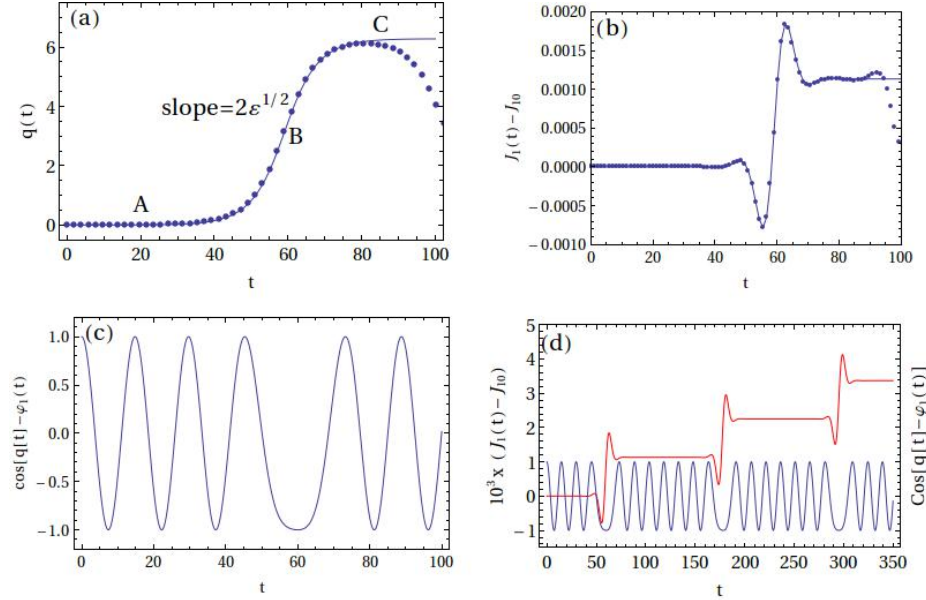 (a)
C
6
4
2
0
slope=2ε^{1/2}
B
A
q(t)
0 20 40 60 80 100
t
(b)
0.0020
0.0015
0.0010
0.0005
0.0000
−0.0005
−0.0010
J₁(t)−J₁₀
0 20 40 60 80 100
t
(c)
1.0
0.5
0.0
−0.5
−1.0
cos[q[t]−φ₁(t)
0 20 40 60 80 100
t
(d)
5
4
3
2
1
0
−1
10³ x (J₁(t)−J₁₀)
Cos[q[t]−φ₁(t)]
0 50 100 150 200 250 300 350
t